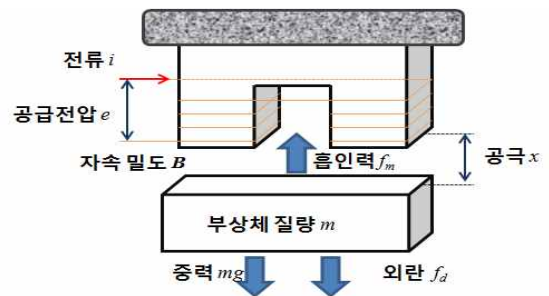 전류 i
공급전압 e
자속 밀도 B
흡인력 fm
공극 x
부상체 질량 m
중력 mg
외란 fd